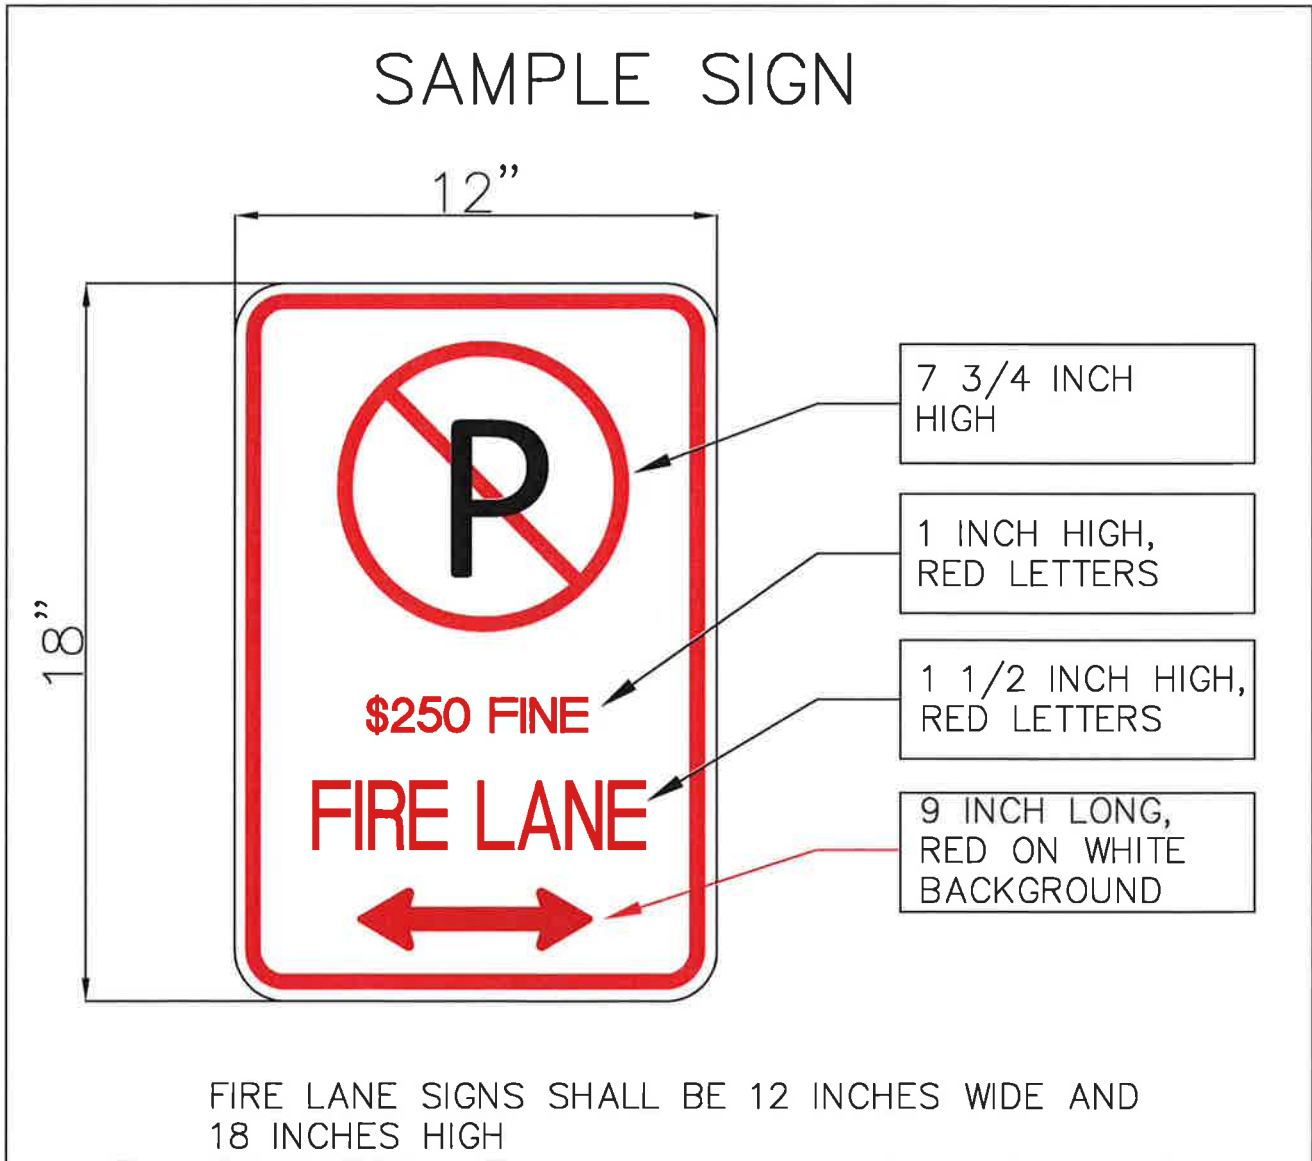 SAMPLE SIGN
12”
18”
P
7 3/4 INCH
HIGH
1 INCH HIGH,
RED LETTERS
$250 FINE
1 1/2 INCH HIGH,
RED LETTERS
FIRE LANE
9 INCH LONG,
RED ON WHITE
BACKGROUND
FIRE LANE SIGNS SHALL BE 12 INCHES WIDE AND
18 INCHES HIGH